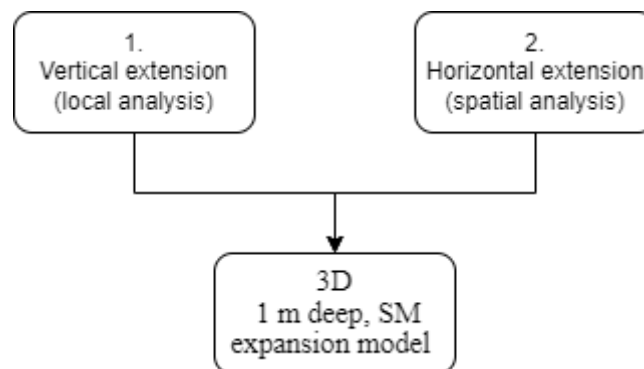 1.
Vertical extension
(local analysis)
2.
Horizontal extension
(spatial analysis)
3D
1 m deep, SM
expansion model